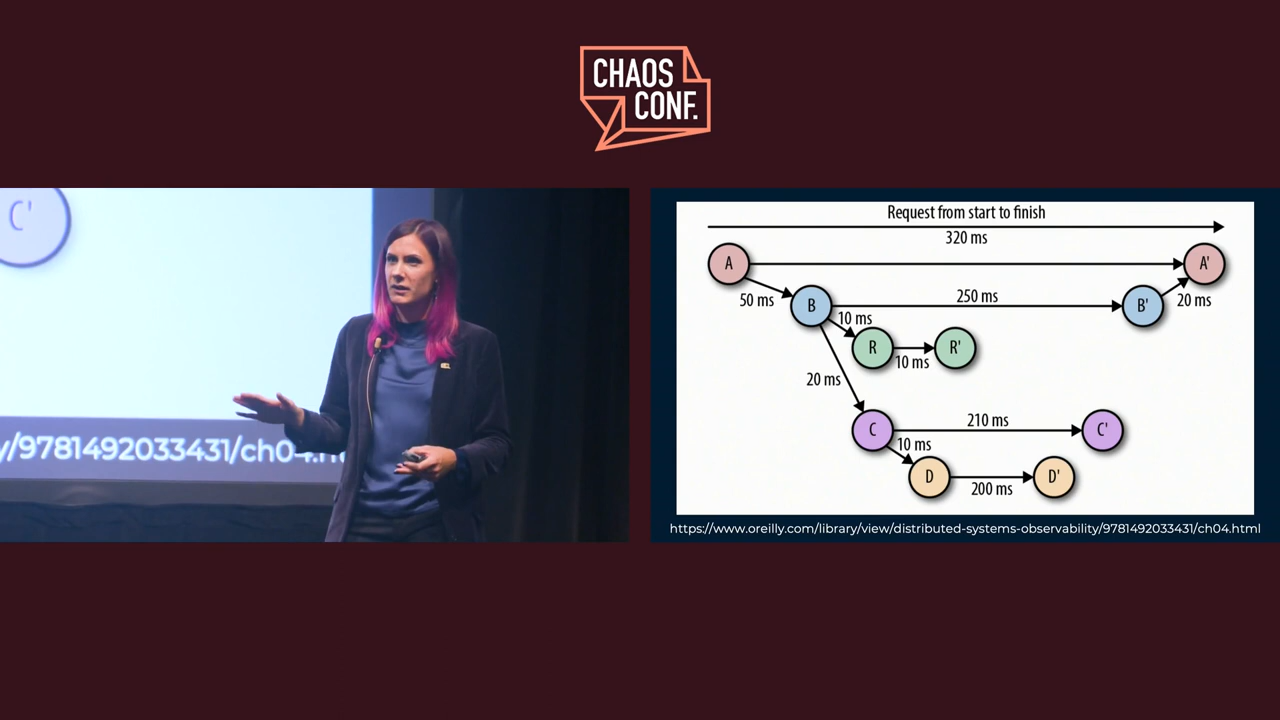 CHAOS
CONF.
C'
/9781492033431/ch04.h
Request from start to finish
320 ms
A
A'
50 ms
B
250 ms
B'
20 ms
10 ms
R
10 ms
R'
20 ms
C
210 ms
C'
10 ms
D
200 ms
D'
https://www.oreilly.com/library/view/distributed-systems-observability/9781492033431/ch04.html